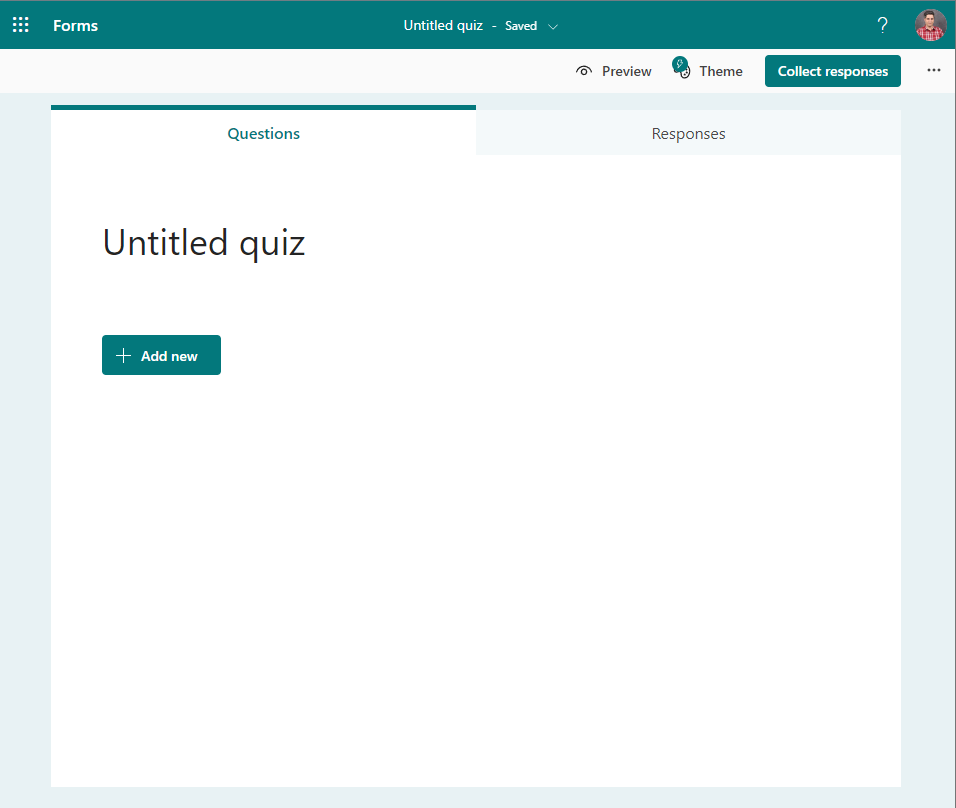 Forms
Untitled quiz - Saved
?
Preview
Theme
Collect responses
...
Questions
Responses
Untitled quiz
+ Add new